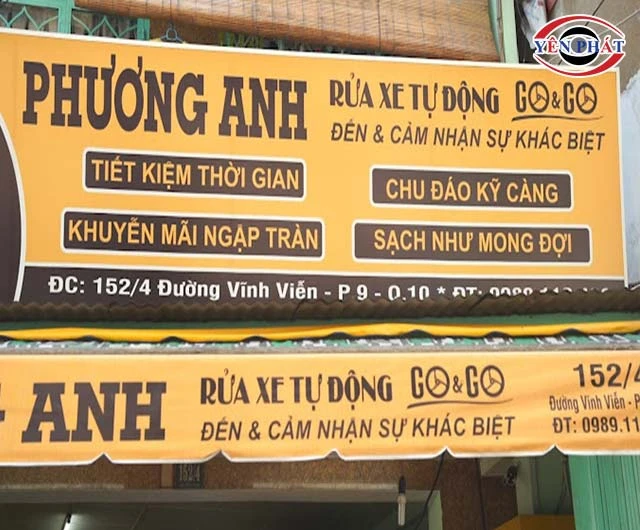 YÊN PHÁT
PHƯƠNG ANH
RỬA XE TỰ ĐỘNG GO&GO
ĐẾN & CẢM NHẬN SỰ KHÁC BIỆT
TIẾT KIỆM THỜI GIAN
CHU ĐÁO KỸ CÀNG
KHUYẾN MÃI NGẬP TRÀN
SẠCH NHƯ MONG ĐỢI
ĐC: 152/4 Đường Vĩnh Viễn - P 9 - Q.10 * ĐT:
ANH
RỬA XE TỰ ĐỘNG GO&GO
ĐẾN & CẢM NHẬN SỰ KHÁC BIỆT
152/4
Đường Vĩnh Viễn - P
ĐT: 0989.11